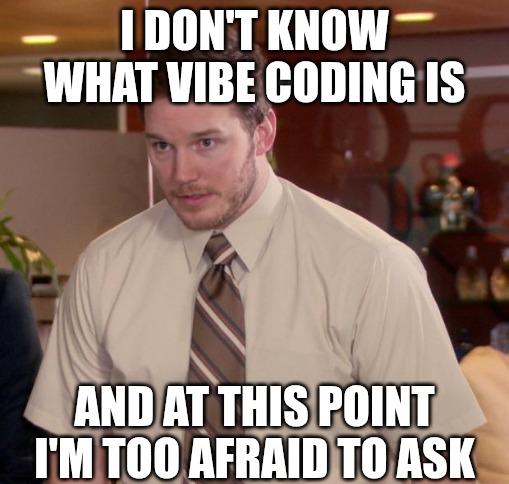 I DON'T KNOW
WHAT VIBE CODING IS
AND AT THIS POINT
I'M TOO AFRAID TO ASK